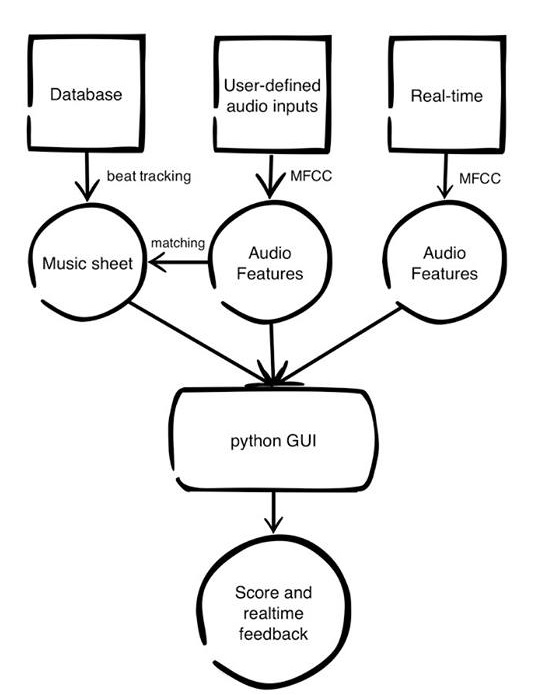 Database
User-defined
audio inputs
Real-time
beat tracking
MFCC
MFCC
Music sheet
matching
Audio
Features
Audio
Features
python GUI
Score and
realtime
feedback